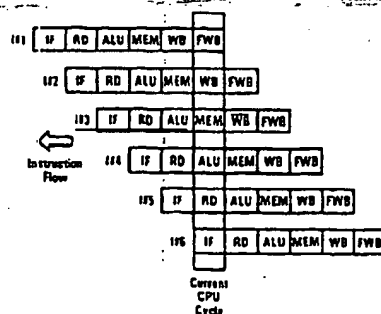 I#1 IF RD ALU MEM WB FWB
I#2 IF RD ALU MEM WB FWB
I#3 IF RD ALU MEM WB FWB
Instruction
Flow
I#4 IF RD ALU MEM WB FWB
I#5 IF RD ALU MEM WB FWB
I#6 IF RD ALU MEM WB FWB
Current
CPU
Cycle